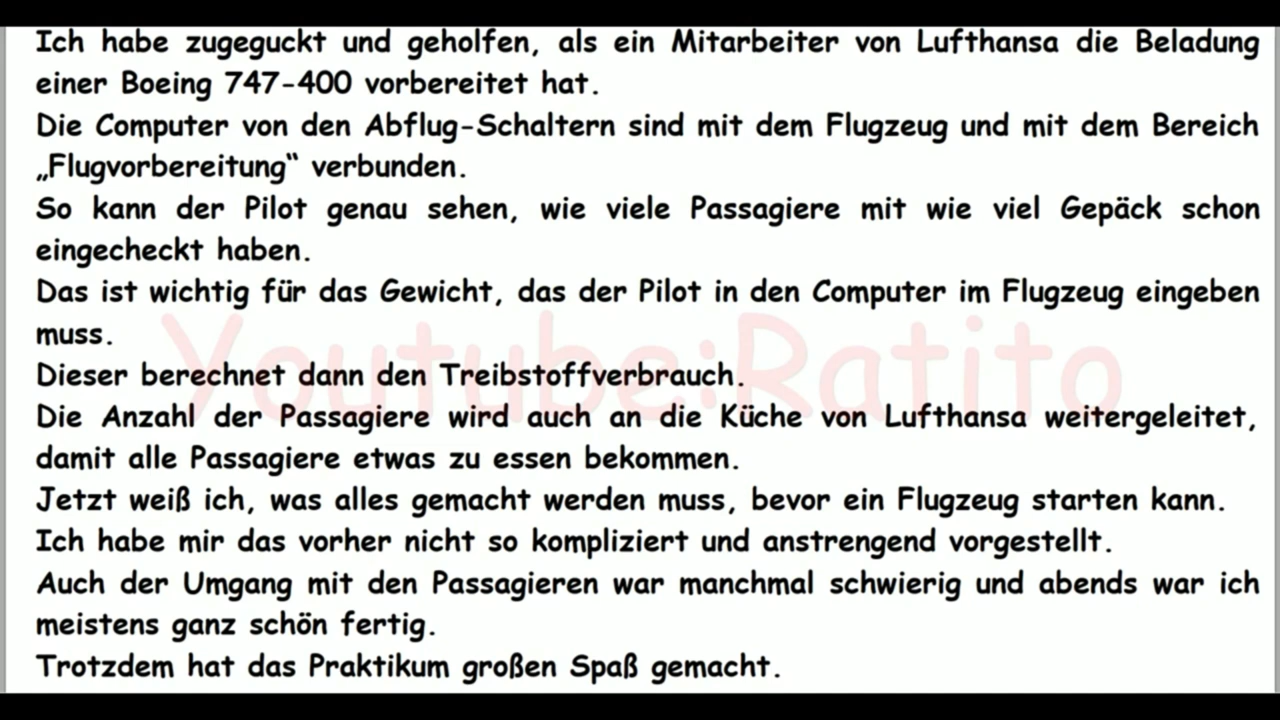 Ich habe zugeguckt und geholfen, als ein Mitarbeiter von Lufthansa die Beladung
einer Boeing 747-400 vorbereitet hat.
Die Computer von den Abflug-Schaltern sind mit dem Flugzeug und mit dem Bereich
„Flugvorbereitung“ verbunden.
So kann der Pilot genau sehen, wie viele Passagiere mit wie viel Gepäck schon
eingecheckt haben.
Das ist wichtig für das Gewicht, das der Pilot in den Computer im Flugzeug eingeben
muss.
Youtube:Ratito
Dieser berechnet dann den Treibstoffverbrauch.
Die Anzahl der Passagiere wird auch an die Küche von Lufthansa weitergeleitet,
damit alle Passagiere etwas zu essen bekommen.
Jetzt weiß ich, was alles gemacht werden muss, bevor ein Flugzeug starten kann.
Ich habe mir das vorher nicht so kompliziert und anstrengend vorgestellt.
Auch der Umgang mit den Passagieren war manchmal schwierig und abends war ich
meistens ganz schön fertig.
Trotzdem hat das Praktikum großen Spaß gemacht.